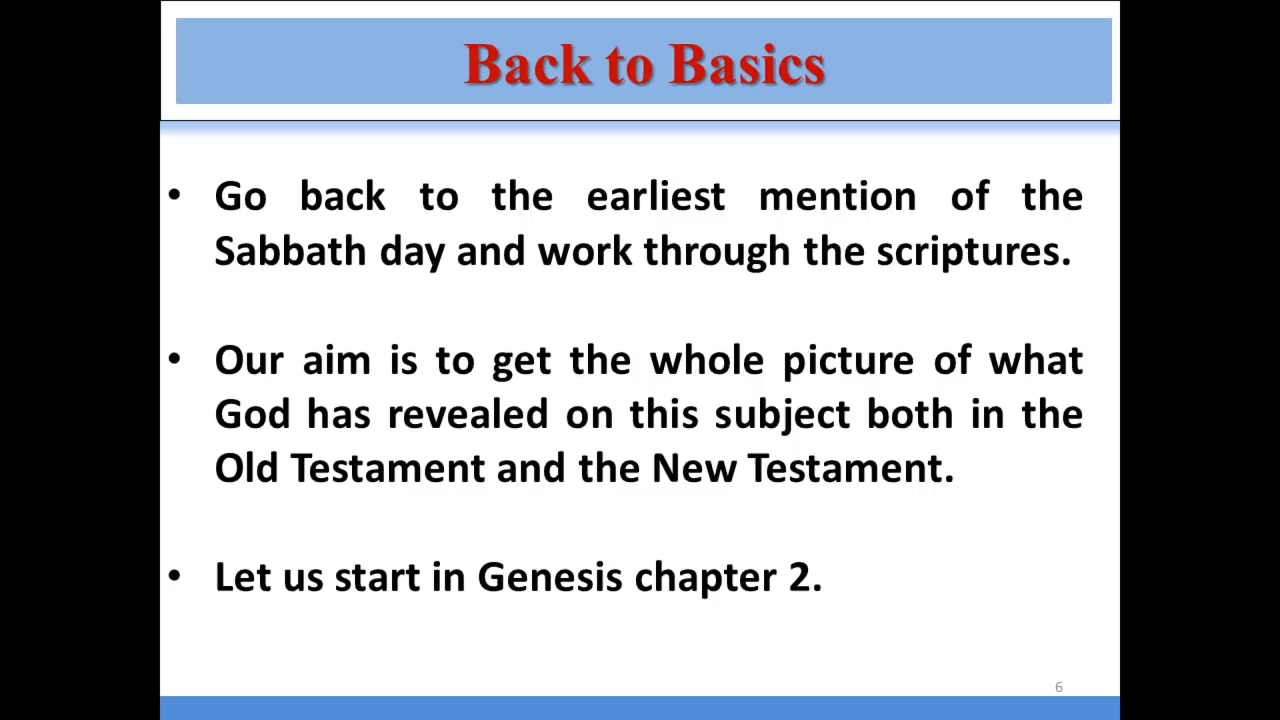 Back to Basics
• Go back to the earliest mention of the
Sabbath day and work through the scriptures.
• Our aim is to get the whole picture of what
God has revealed on this subject both in the
Old Testament and the New Testament.
• Let us start in Genesis chapter 2.
6